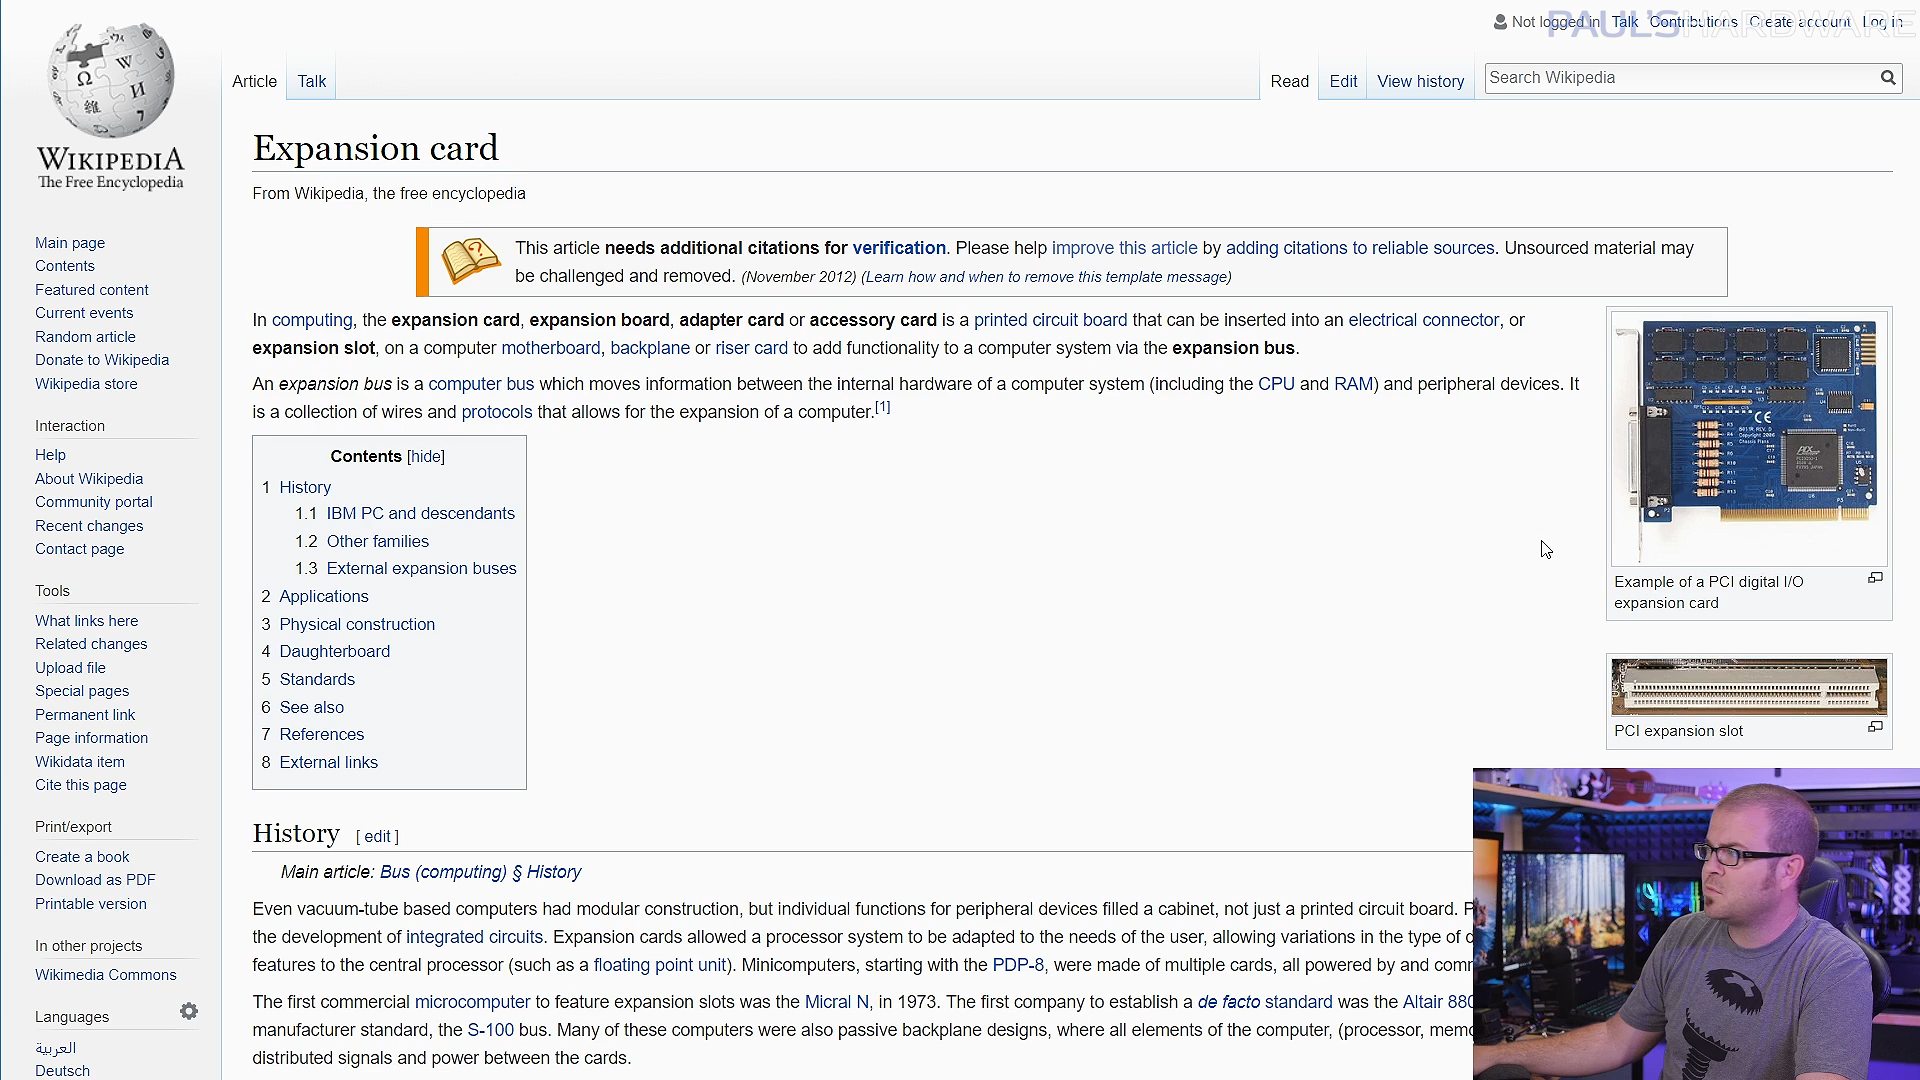 Not logged in Talk Contributions Create account Log in
PAUL'SHARDWARE
Article Talk Read Edit View history Search Wikipedia
WIKIPEDIA
The Free Encyclopedia
Main page
Contents
Featured content
Current events
Random article
Donate to Wikipedia
Wikipedia store
Interaction
Help
About Wikipedia
Community portal
Recent changes
Contact page
Tools
What links here
Related changes
Upload file
Special pages
Permanent link
Page information
Wikidata item
Cite this page
Print/export
Create a book
Download as PDF
Printable version
In other projects
Wikimedia Commons
Languages
العربية
Deutsch
Expansion card
From Wikipedia, the free encyclopedia
This article needs additional citations for verification. Please help improve this article by adding citations to reliable sources. Unsourced material may
be challenged and removed. (November 2012) (Learn how and when to remove this template message)
In computing, the expansion card, expansion board, adapter card or accessory card is a printed circuit board that can be inserted into an electrical connector, or
expansion slot, on a computer motherboard, backplane or riser card to add functionality to a computer system via the expansion bus.
An expansion bus is a computer bus which moves information between the internal hardware of a computer system (including the CPU and RAM) and peripheral devices. It
is a collection of wires and protocols that allows for the expansion of a computer.[1]
Contents [hide]
1 History
1.1 IBM PC and descendants
1.2 Other families
1.3 External expansion buses
2 Applications
3 Physical construction
4 Daughterboard
5 Standards
6 See also
7 References
8 External links
Example of a PCI digital I/O
expansion card
PCI expansion slot
History [ edit ]
Main article: Bus (computing) § History
Even vacuum-tube based computers had modular construction, but individual functions for peripheral devices filled a cabinet, not just a printed circuit board.
the development of integrated circuits. Expansion cards allowed a processor system to be adapted to the needs of the user, allowing variations in the type of
features to the central processor (such as a floating point unit). Minicomputers, starting with the PDP-8, were made of multiple cards, all powered by and
The first commercial microcomputer to feature expansion slots was the Micral N, in 1973. The first company to establish a de facto standard was the Altair
manufacturer standard, the S-100 bus. Many of these computers were also passive backplane designs, where all elements of the computer, (processor,
distributed signals and power between the cards.